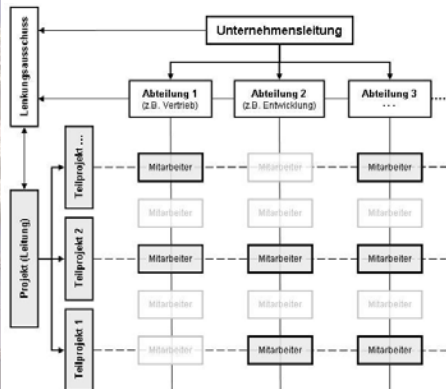 Unternehmensleitung
Lenkungsausschuss
Abteilung 1
(z.B. Vertrieb)
Abteilung 2
(z.B. Entwicklung)
Abteilung 3
...
Projekt (Leitung)
Teilprojekt ...
Mitarbeiter
Mitarbeiter
Mitarbeiter
Mitarbeiter
Mitarbeiter
Mitarbeiter
Teilprojekt 2
Mitarbeiter
Mitarbeiter
Mitarbeiter
Mitarbeiter
Mitarbeiter
Mitarbeiter
Teilprojekt 1
Mitarbeiter
Mitarbeiter
Mitarbeiter